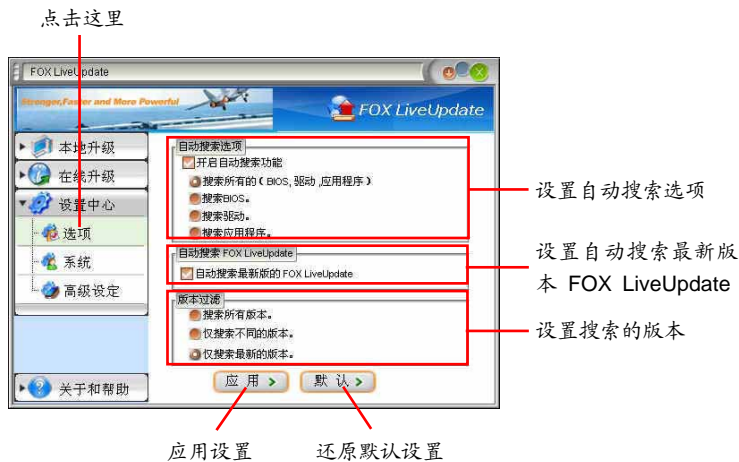 点击这里
FOX LiveUpdate
Stronger,Faster and More Powerful
FOX LiveUpdate
本地升级
在线升级
设置中心
选项
系统
高级设定
关于和帮助
自动搜索选项
开启自动搜索功能
搜索所有的（BIOS, 驱动 ,应用程序）
搜索BIOS。
搜索驱动。
搜索应用程序。
自动搜索 FOX LiveUpdate
自动搜索最新版的 FOX LiveUpdate
版本过滤
搜索所有版本。
仅搜索不同的版本。
仅搜索最新的版本。
应 用
默 认
设置自动搜索选项
设置自动搜索最新版
本 FOX LiveUpdate
设置搜索的版本
应用设置
还原默认设置